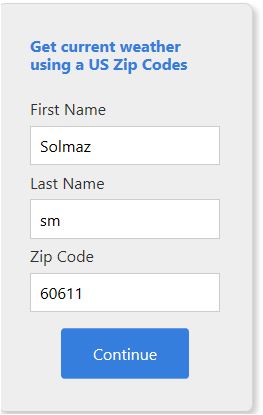 Get current weather
using a US Zip Codes
First Name
Solmaz
Last Name
sm
Zip Code
60611
Continue